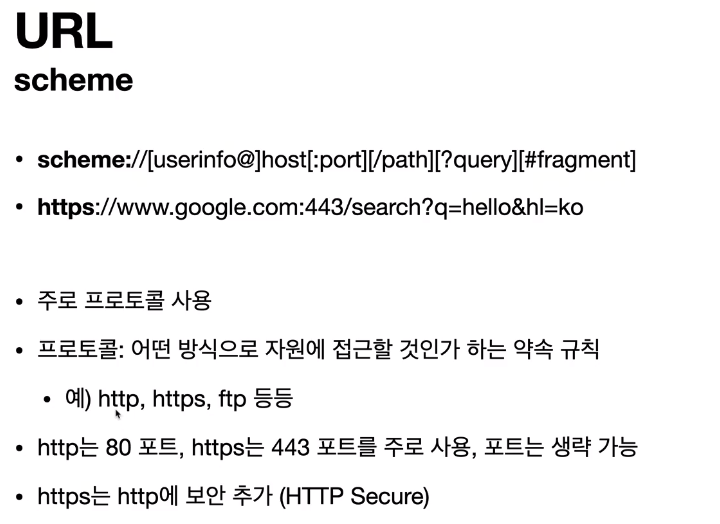 URL
scheme
• scheme://[userinfo@]host[:port][/path][?query][#fragment]
• https://www.google.com:443/search?q=hello&hl=ko
• 주로 프로토콜 사용
• 프로토콜: 어떤 방식으로 자원에 접근할 것인가 하는 약속 규칙
• 예) http, https, ftp 등등
• http는 80 포트, https는 443 포트를 주로 사용, 포트는 생략 가능
• https는 http에 보안 추가 (HTTP Secure)